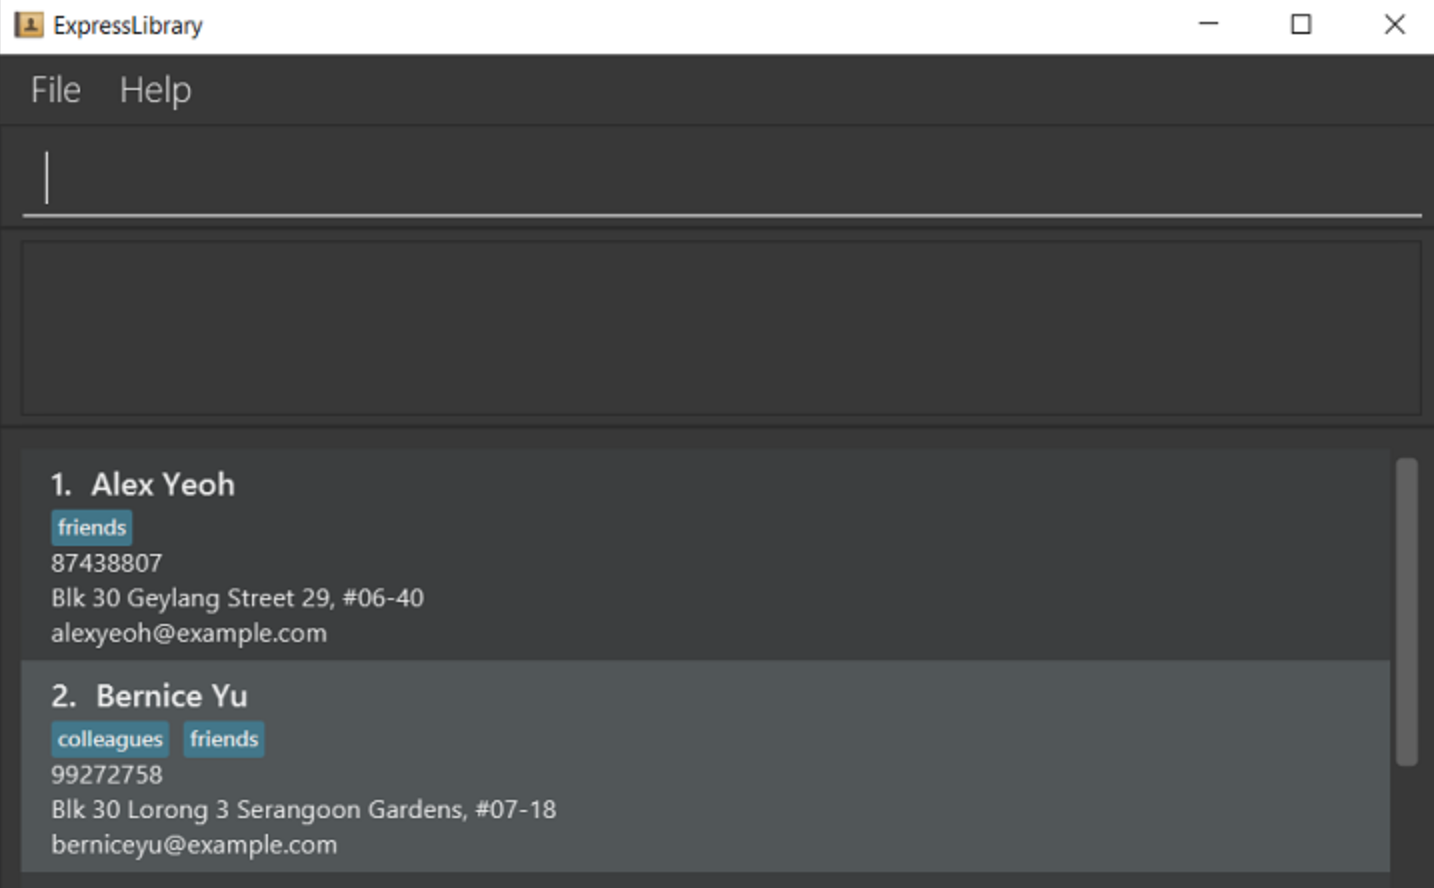 ExpressLibrary
File Help
1. Alex Yeoh
friends
87438807
Blk 30 Geylang Street 29, #06-40
alexyeoh@example.com
2. Bernice Yu
colleagues friends
99272758
Blk 30 Lorong 3 Serangoon Gardens, #07-18
berniceyu@example.com